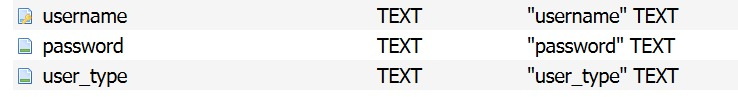 username TEXT "username" TEXT
password TEXT "password" TEXT
user_type TEXT "user_type" TEXT